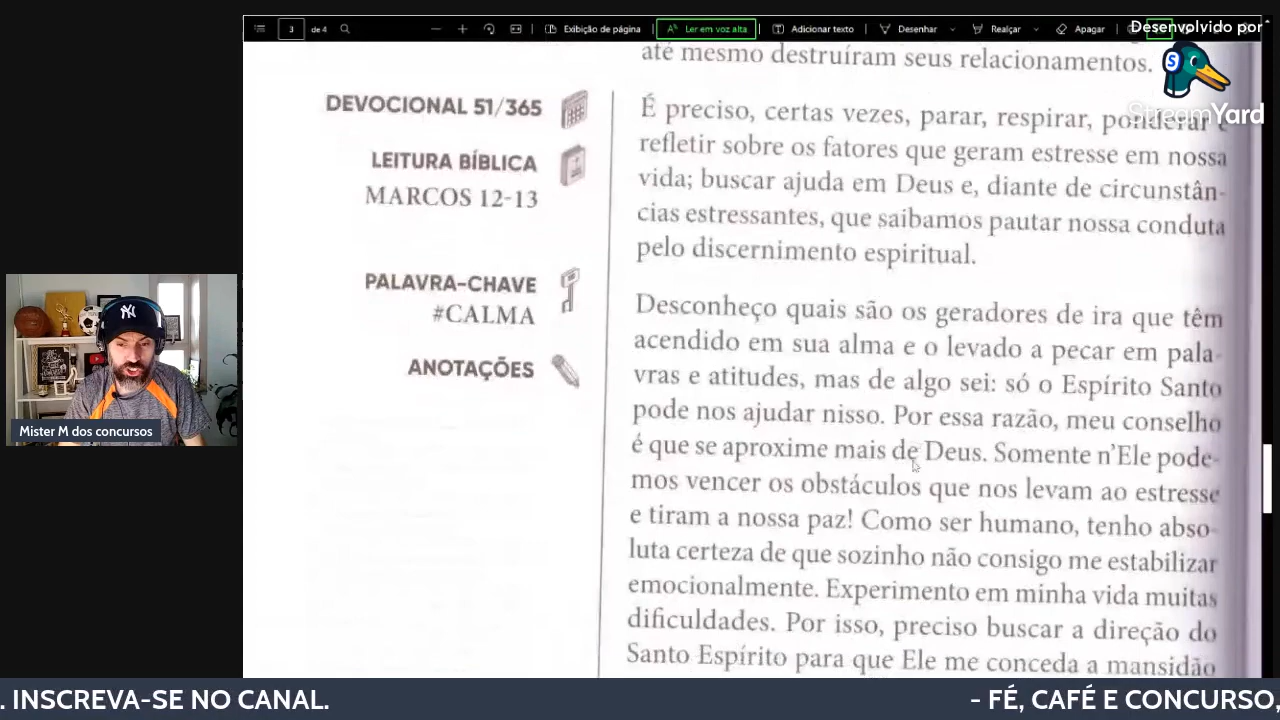 3 de 4
Exibição de página
Ler em voz alta
Adicionar texto
Desenhar
Realçar
Apagar
Desenvolvido por
StreamYard
até mesmo destruíram seus relacionamentos.
DEVOCIONAL 51/365
LEITURA BÍBLICA
MARCOS 12-13
PALAVRA-CHAVE
#CALMA
ANOTAÇÕES
É preciso, certas vezes, parar, respirar, ponderar e
refletir sobre os fatores que geram estresse em nossa
vida; buscar ajuda em Deus e, diante de circunstân-
cias estressantes, que saibamos pautar nossa conduta
pelo discernimento espiritual.
Desconheço quais são os geradores de ira que têm
acendido em sua alma e o levado a pecar em pala-
vras e atitudes, mas de algo sei: só o Espírito Santo
pode nos ajudar nisso. Por essa razão, meu conselho
é que se aproxime mais de Deus. Somente n’Ele pode-
mos vencer os obstáculos que nos levam ao estresse
e tiram a nossa paz! Como ser humano, tenho abso-
luta certeza de que sozinho não consigo me estabilizar
emocionalmente. Experimento em minha vida muitas
dificuldades. Por isso, preciso buscar a direção do
Santo Espírito para que Ele me conceda a mansidão
NY
Mister M dos concursos
. INSCREVA-SE NO CANAL.
- FÉ, CAFÉ E CONCURSO,